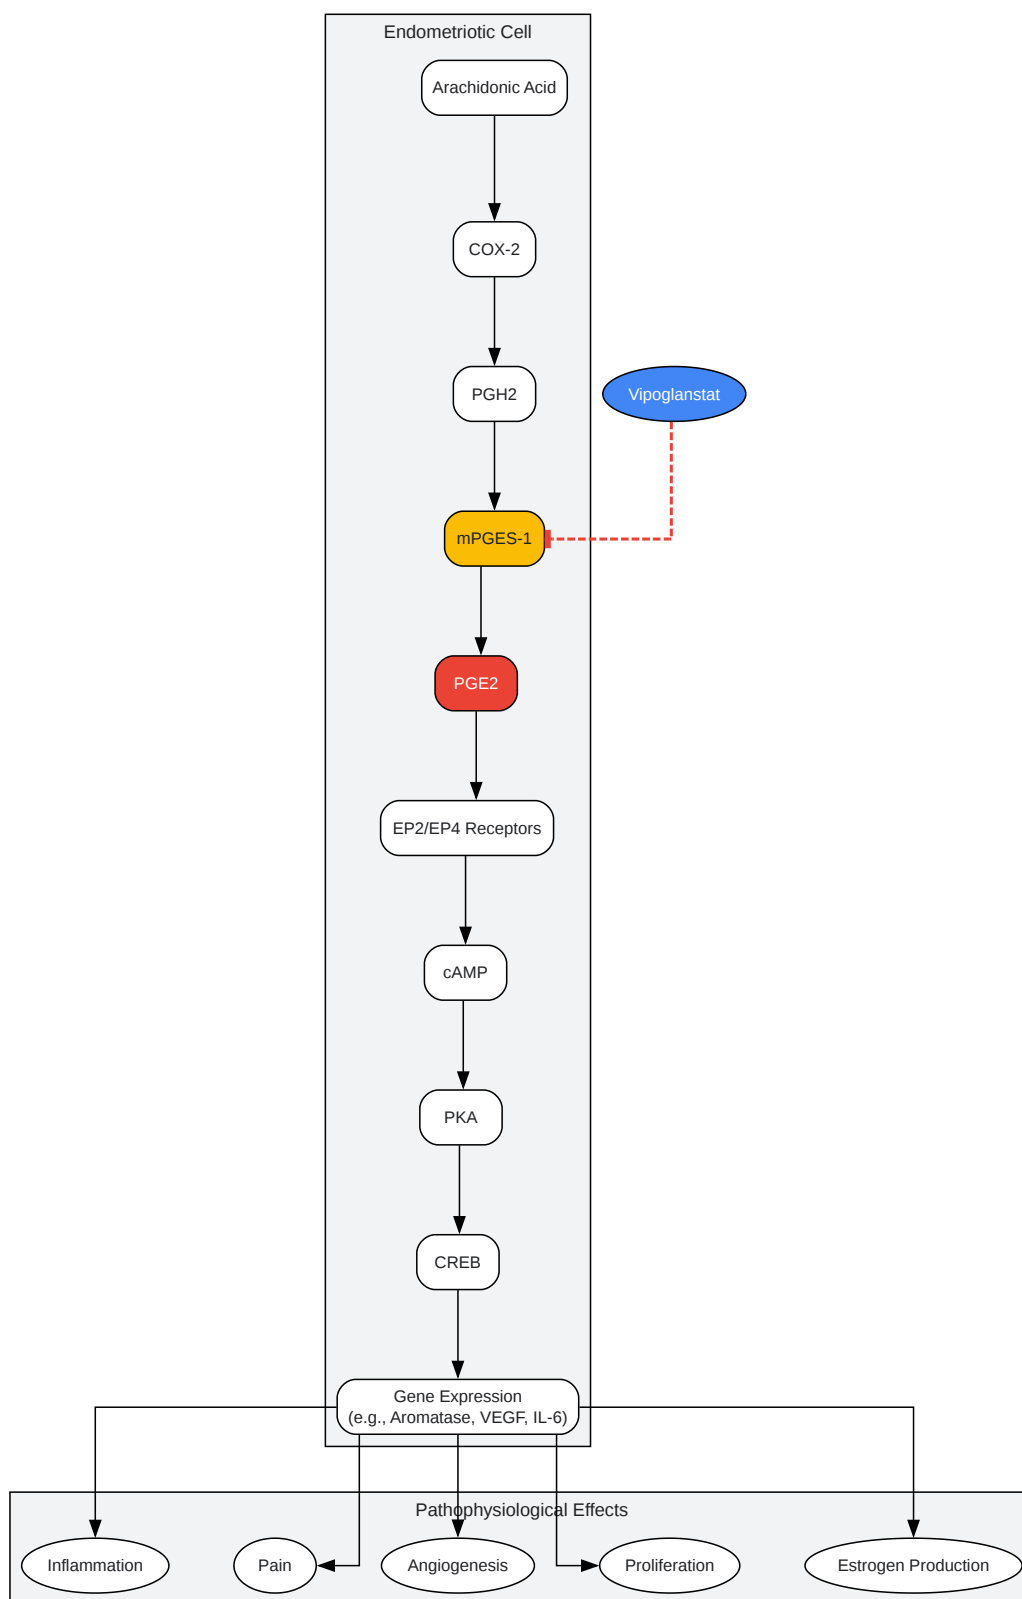 Endometriotic Cell
Arachidonic Acid
COX-2
PGH2
Vipoglanstat
mPGES-1
PGE2
EP2/EP4 Receptors
cAMP
PKA
CREB
Gene Expression
(e.g., Aromatase, VEGF, IL-6)
Pathophysiological Effects
Inflammation
Pain
Angiogenesis
Proliferation
Estrogen Production